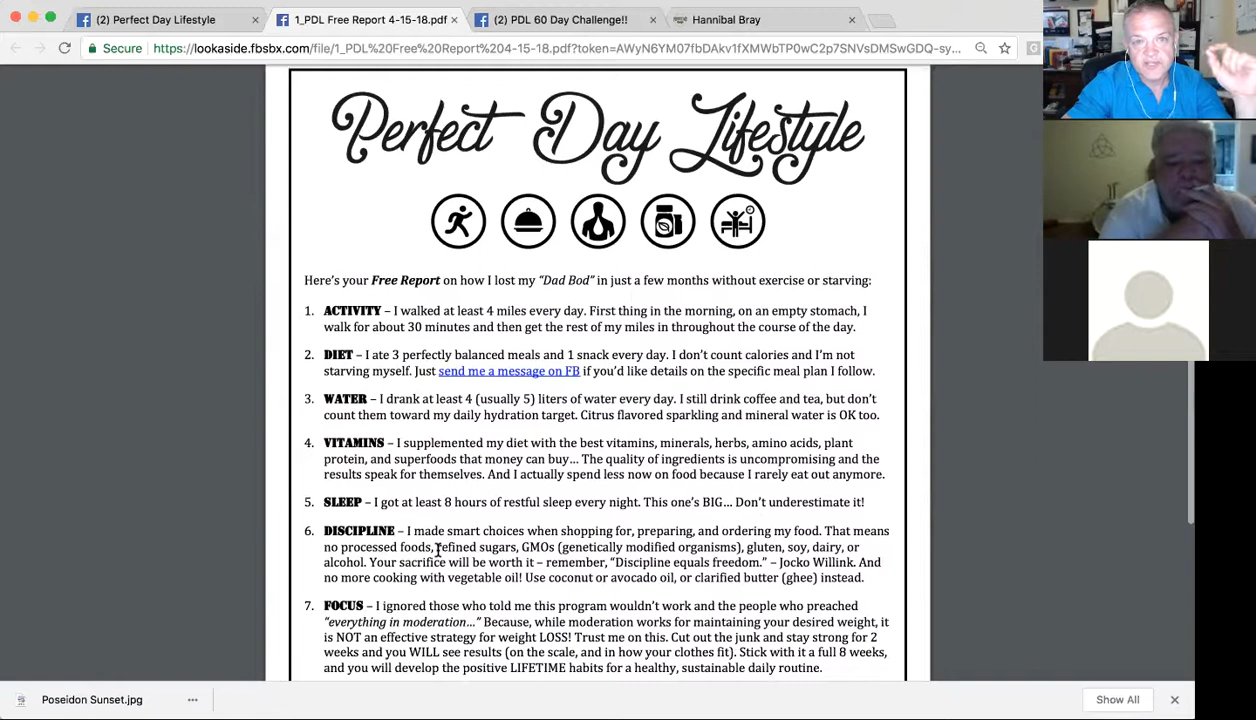 (2) Perfect Day Lifestyle
1_PDL Free Report 4-15-18.pdf
(2) PDL 60 Day Challenge!!
Hannibal Bray
Secure
https://lookaside.fbsbx.com/file/1_PDL%20Free%20Report%204-15-18.pdf?token=AWyN6YM07fbDAkv1fXMWbTP0wC2p7SNVsDMSwGDQ-sy...
Perfect Day Lifestyle
Here's your Free Report on how I lost my "Dad Bod" in just a few months without exercise or starving:
1. ACTIVITY – I walked at least 4 miles every day. First thing in the morning, on an empty stomach, I
walk for about 30 minutes and then get the rest of my miles in throughout the course of the day.
2. DIET – I ate 3 perfectly balanced meals and 1 snack every day. I don't count calories and I'm not
starving myself. Just send me a message on FB if you'd like details on the specific meal plan I follow.
3. WATER – I drank at least 4 (usually 5) liters of water every day. I still drink coffee and tea, but don't
count them toward my daily hydration target. Citrus flavored sparkling and mineral water is OK too.
4. VITAMINS – I supplemented my diet with the best vitamins, minerals, herbs, amino acids, plant
protein, and superfoods that money can buy... The quality of ingredients is uncompromising and the
results speak for themselves. And I actually spend less now on food because I rarely eat out anymore.
5. SLEEP – I got at least 8 hours of restful sleep every night. This one's BIG... Don't underestimate it!
6. DISCIPLINE – I made smart choices when shopping for, preparing, and ordering my food. That means
no processed foods, refined sugars, GMOs (genetically modified organisms), gluten, soy, dairy, or
alcohol. Your sacrifice will be worth it – remember, "Discipline equals freedom." – Jocko Willink. And
no more cooking with vegetable oil! Use coconut or avocado oil, or clarified butter (ghee) instead.
7. FOCUS – I ignored those who told me this program wouldn't work and the people who preached
"everything in moderation..." Because, while moderation works for maintaining your desired weight, it
is NOT an effective strategy for weight LOSS! Trust me on this. Cut out the junk and stay strong for 2
weeks and you WILL see results (on the scale, and in how your clothes fit). Stick with it a full 8 weeks,
and you will develop the positive LIFETIME habits for a healthy, sustainable daily routine.
Poseidon Sunset.jpg
Show All